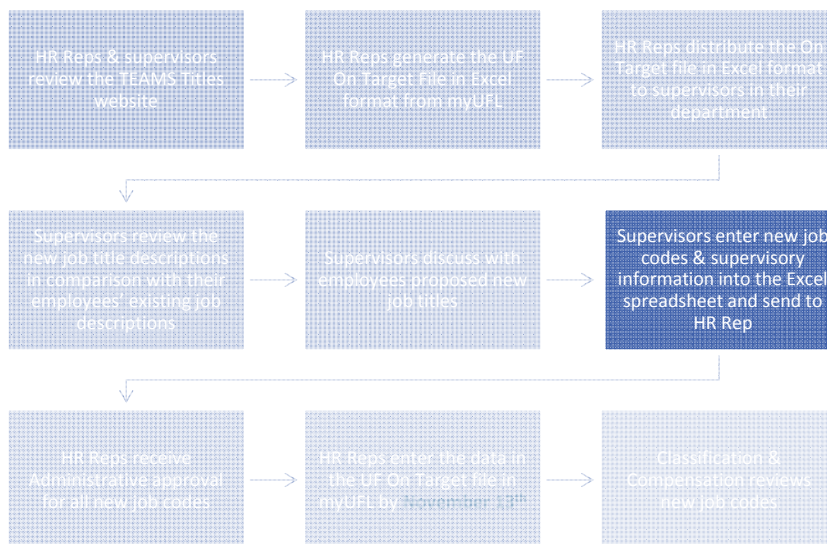 HR Reps & supervisors
review the TEAMS Titles
website
HR Reps generate the UF
On Target File in Excel
format from myUFL
HR Reps distribute the On
Target file in Excel format
to supervisors in their
department
Supervisors review the
new job title descriptions
in comparison with their
employees' existing job
descriptions
Supervisors discuss with
employees proposed new
job titles
Supervisors enter new job
codes & supervisory
information into the Excel
spreadsheet and send to
HR Rep
HR Reps receive
Administrative approval
for all new job codes
HR Reps enter the data in
the UF On Target file in
myUFL by November 13th
Classification &
Compensation reviews
new job codes